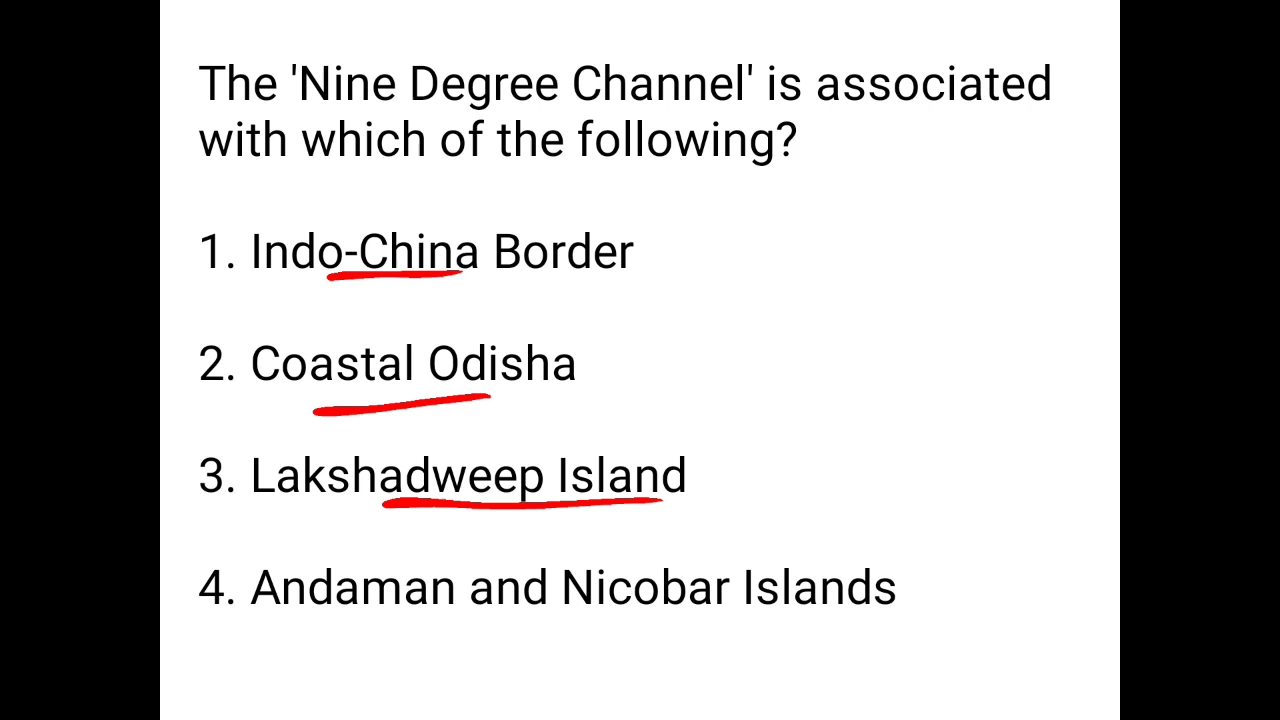 The 'Nine Degree Channel' is associated
with which of the following?
1. Indo-China Border
2. Coastal Odisha
3. Lakshadweep Island
4. Andaman and Nicobar Islands